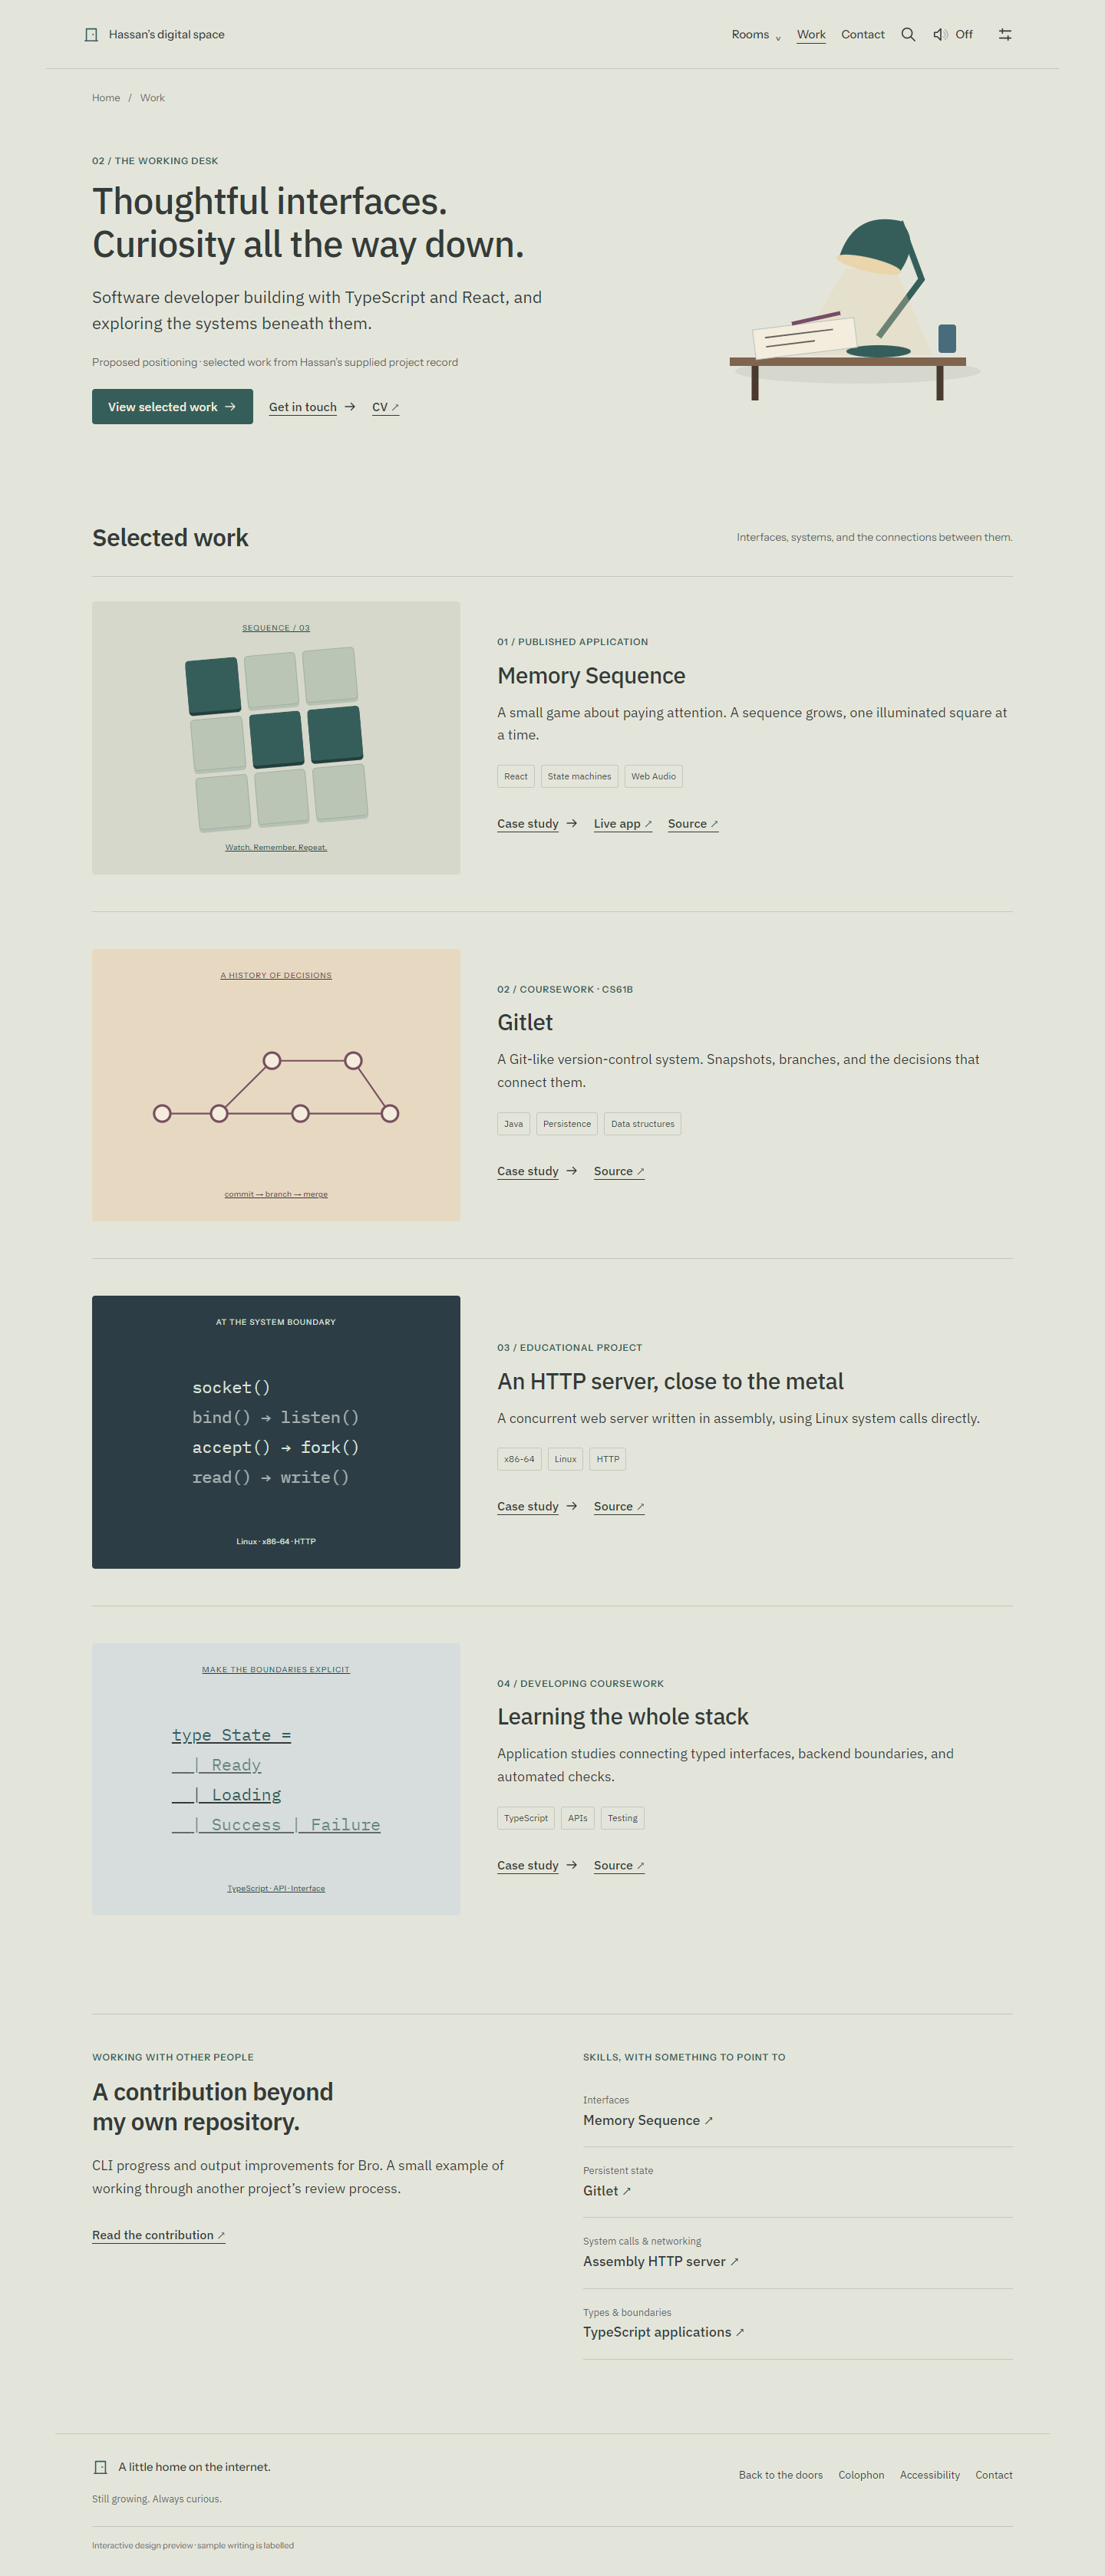 Hassan's digital space
Rooms Work Contact Off
Home / Work
02 / THE WORKING DESK
Thoughtful interfaces.
Curiosity all the way down.
Software developer building with TypeScript and React, and
exploring the systems beneath them.
Proposed positioning · selected work from Hassan's supplied project record
View selected work → Get in touch → CV ↗
Selected work
Interfaces, systems, and the connections between them.
SEQUENCE / 03
Watch. Remember. Repeat.
01 / PUBLISHED APPLICATION
Memory Sequence
A small game about paying attention. A sequence grows, one illuminated square at
a time.
React State machines Web Audio
Case study → Live app ↗ Source ↗
A HISTORY OF DECISIONS
commit → branch → merge
02 / COURSEWORK · CS61B
Gitlet
A Git-like version-control system. Snapshots, branches, and the decisions that
connect them.
Java Persistence Data structures
Case study → Source ↗
AT THE SYSTEM BOUNDARY
socket()
bind() → listen()
accept() → fork()
read() → write()
Linux · x86-64 · HTTP
03 / EDUCATIONAL PROJECT
An HTTP server, close to the metal
A concurrent web server written in assembly, using Linux system calls directly.
x86-64 Linux HTTP
Case study → Source ↗
MAKE THE BOUNDARIES EXPLICIT
type State =
| Ready
| Loading
| Success | Failure
TypeScript · API · Interface
04 / DEVELOPING COURSEWORK
Learning the whole stack
Application studies connecting typed interfaces, backend boundaries, and
automated checks.
TypeScript APIs Testing
Case study → Source ↗
WORKING WITH OTHER PEOPLE
A contribution beyond
my own repository.
CLI progress and output improvements for Bro. A small example of
working through another project's review process.
Read the contribution ↗
SKILLS, WITH SOMETHING TO POINT TO
Interfaces
Memory Sequence ↗
Persistent state
Gitlet ↗
System calls & networking
Assembly HTTP server ↗
Types & boundaries
TypeScript applications ↗
A little home on the internet.
Still growing. Always curious.
Back to the doors Colophon Accessibility Contact
Interactive design preview · sample writing is labelled